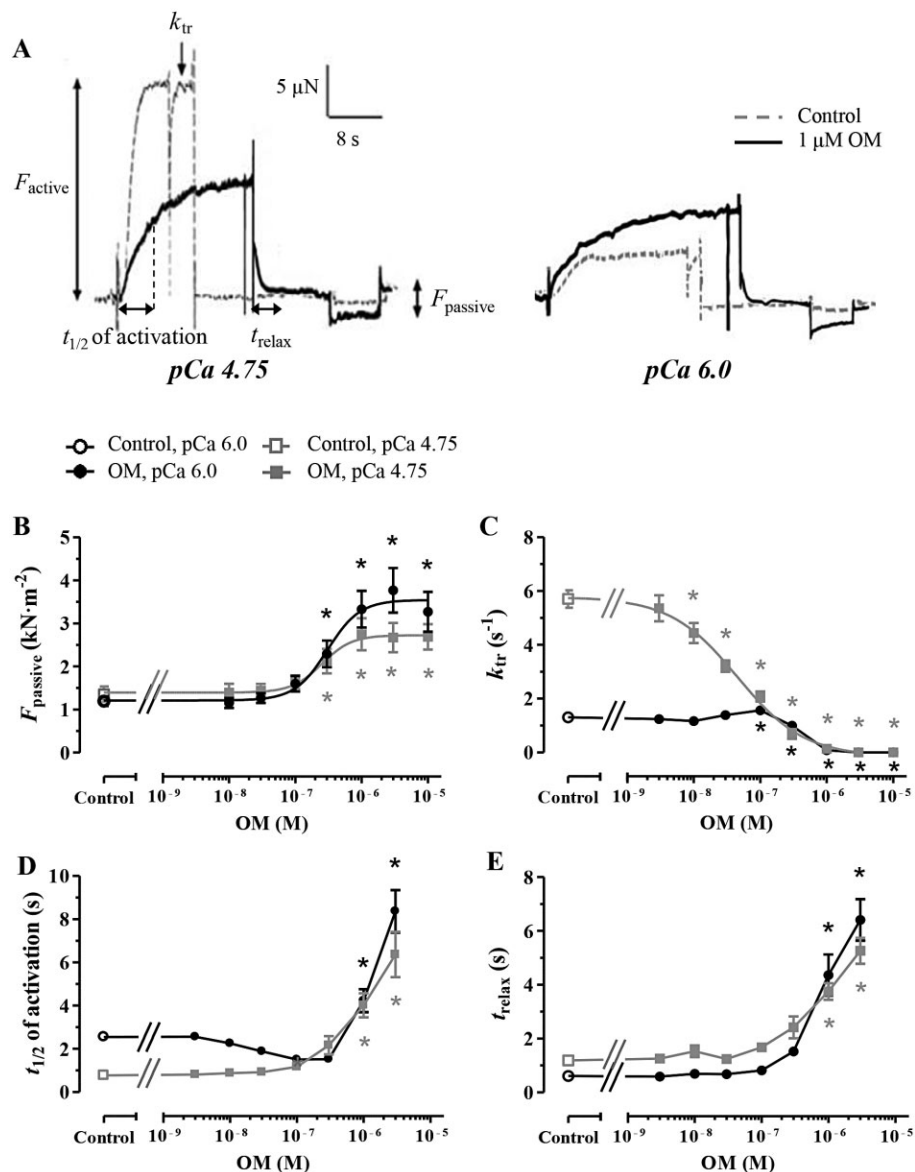 A
k_tr
5 μN
8 s
Control
1 μM OM
F_active
F_passive
t_1/2 of activation
t_relax
pCa 4.75
pCa 6.0
Control, pCa 6.0
Control, pCa 4.75
OM, pCa 6.0
OM, pCa 4.75
B
F_passive (kN·m⁻²)
5
4
3
2
1
0
* * * *
* * * *
Control
10⁻⁹ 10⁻⁸ 10⁻⁷ 10⁻⁶ 10⁻⁵
OM (M)
C
k_tr (s⁻¹)
8
6
4
2
0
* * * * * * *
* * * * *
Control
10⁻⁹ 10⁻⁸ 10⁻⁷ 10⁻⁶ 10⁻⁵
OM (M)
D
t_1/2 of activation (s)
10
8
6
4
2
0
* *
* *
Control
10⁻⁹ 10⁻⁸ 10⁻⁷ 10⁻⁶ 10⁻⁵
OM (M)
E
t_relax (s)
8
6
4
2
0
* *
* *
Control
10⁻⁹ 10⁻⁸ 10⁻⁷ 10⁻⁶ 10⁻⁵
OM (M)